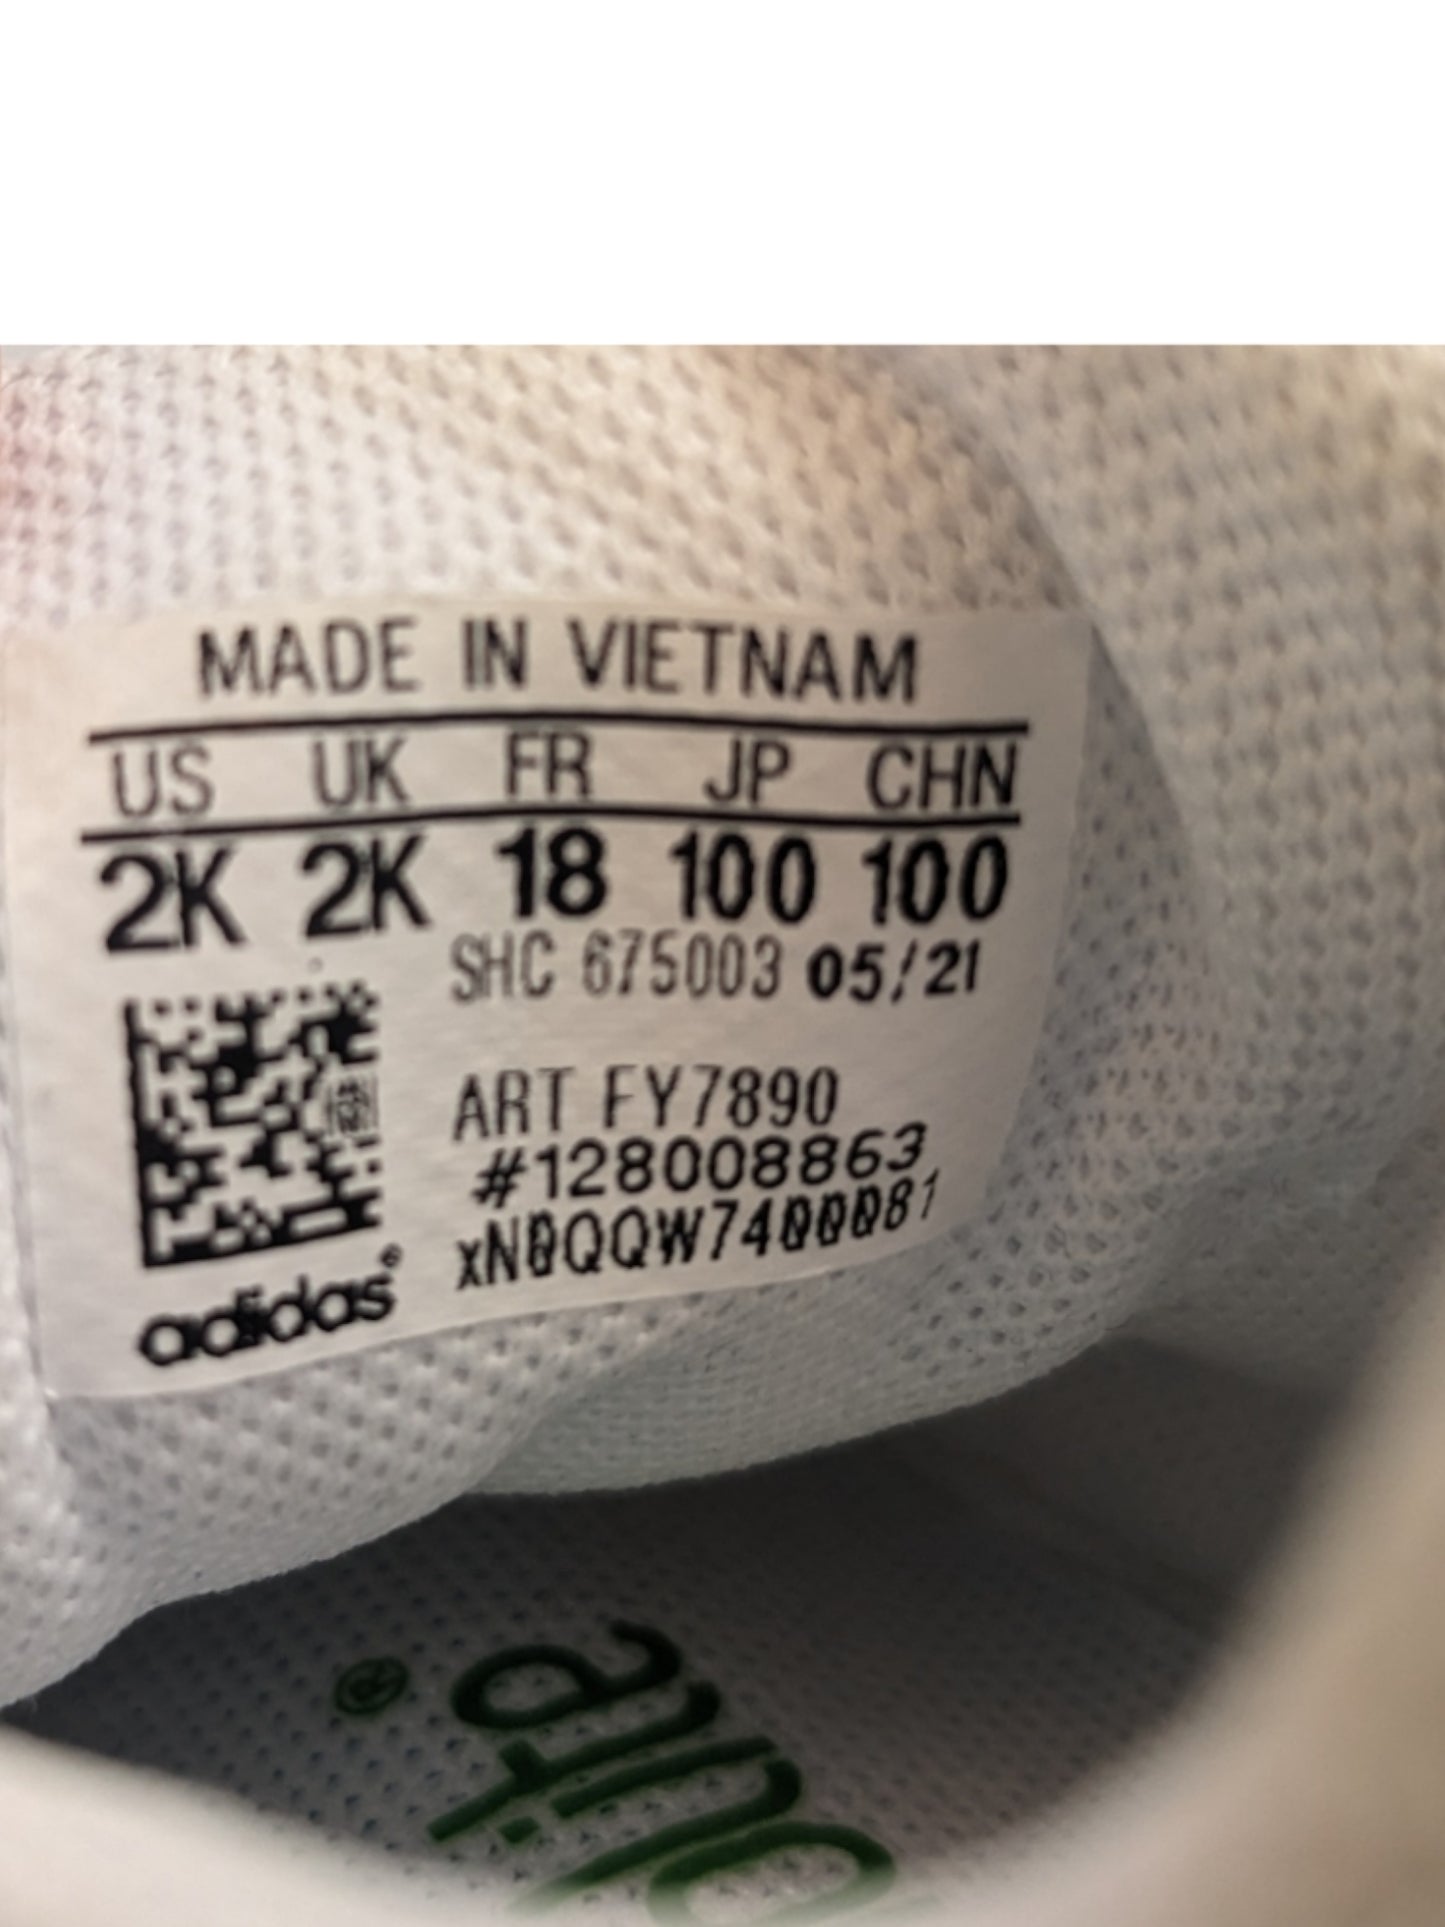 MADE IN VIETNAM
US UK FR JP CHN
2K 2K 18 100 100
SHC 675003 05/21
ART FY7890
#128008863
xN0QQW7400081
adidas®
®